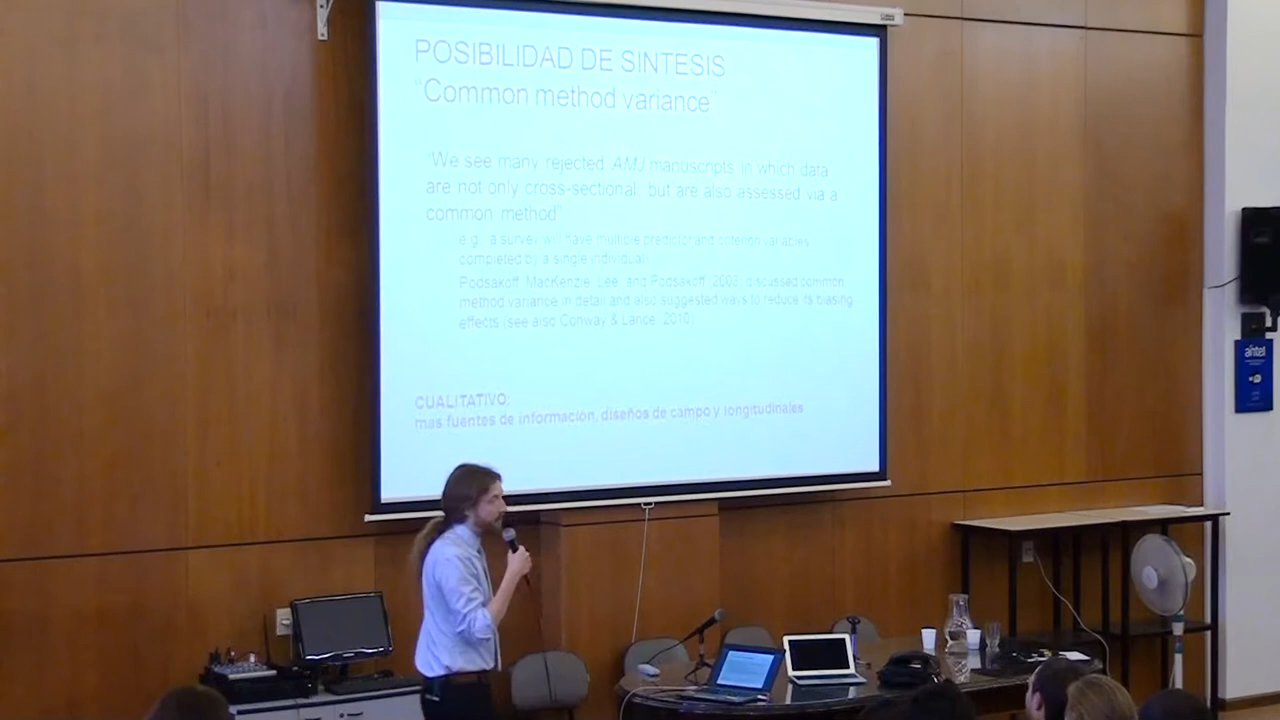 POSIBILIDAD DE SINTESIS
"Common method variance"
"We see many rejected AMJ manuscripts in which data
are not only cross-sectional, but are also assessed via a
common method"
e.g., a survey will have multiple predictor and criterion variables
completed by a single individual
Podsakoff, MacKenzie, Lee, and Podsakoff (2003) discussed common
method variance in detail and also suggested ways to reduce its biasing
effects (see also Conway & Lance, 2010)
CUALITATIVO:
mas fuentes de informacion, diseños de campo y longitudinales
antel